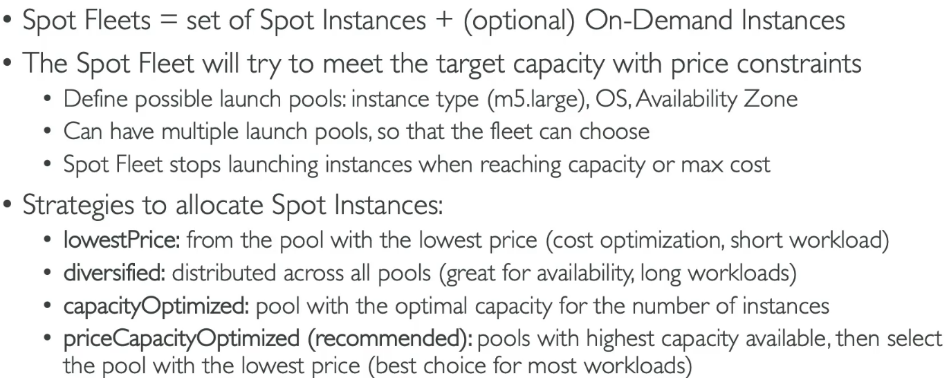 • Spot Fleets = set of Spot Instances + (optional) On-Demand Instances
• The Spot Fleet will try to meet the target capacity with price constraints
• Define possible launch pools: instance type (m5.large), OS, Availability Zone
• Can have multiple launch pools, so that the fleet can choose
• Spot Fleet stops launching instances when reaching capacity or max cost
• Strategies to allocate Spot Instances:
• lowestPrice: from the pool with the lowest price (cost optimization, short workload)
• diversified: distributed across all pools (great for availability, long workloads)
• capacityOptimized: pool with the optimal capacity for the number of instances
• priceCapacityOptimized (recommended): pools with highest capacity available, then select
the pool with the lowest price (best choice for most workloads)